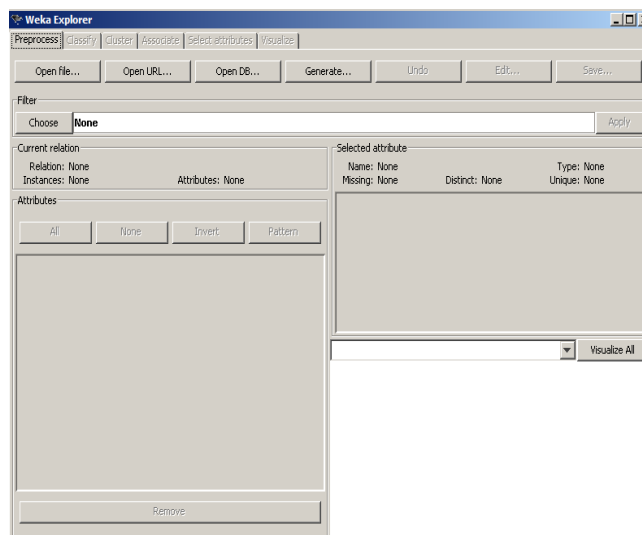 Weka Explorer
Preprocess Classify Cluster Associate Select attributes Visualize
Open file... Open URL... Open DB... Generate... Undo Edit... Save...
Filter
Choose None Apply
Current relation
Relation: None
Instances: None Attributes: None
Selected attribute
Name: None Type: None
Missing: None Distinct: None Unique: None
Attributes
All None Invert Pattern
Visualize All
Remove